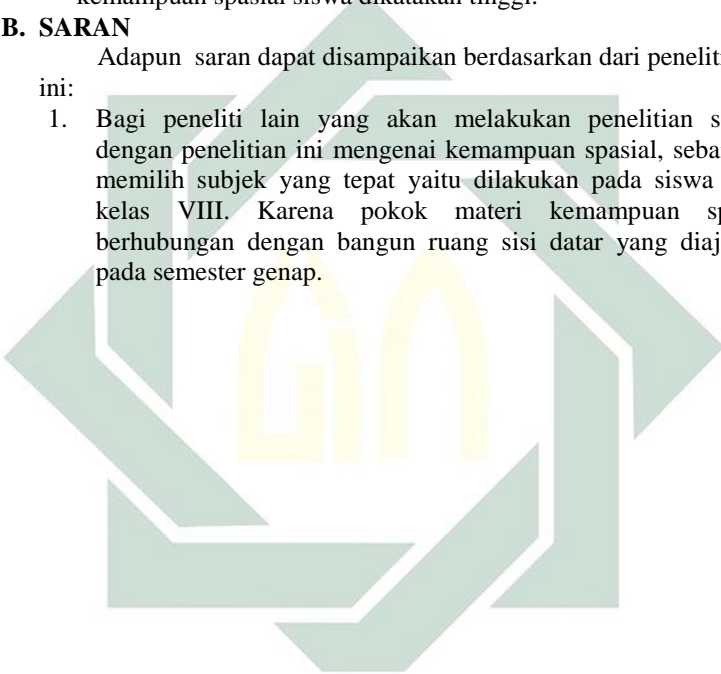 kemampuan spasial siswa dikatakan tinggi.
B. SARAN
Adapun saran dapat disampaikan berdasarkan dari peneliti
ini:
1. Bagi peneliti lain yang akan melakukan penelitian s
dengan penelitian ini mengenai kemampuan spasial, seba
memilih subjek yang tepat yaitu dilakukan pada siswa
kelas VIII. Karena pokok materi kemampuan sp
berhubungan dengan bangun ruang sisi datar yang diaj
pada semester genap.